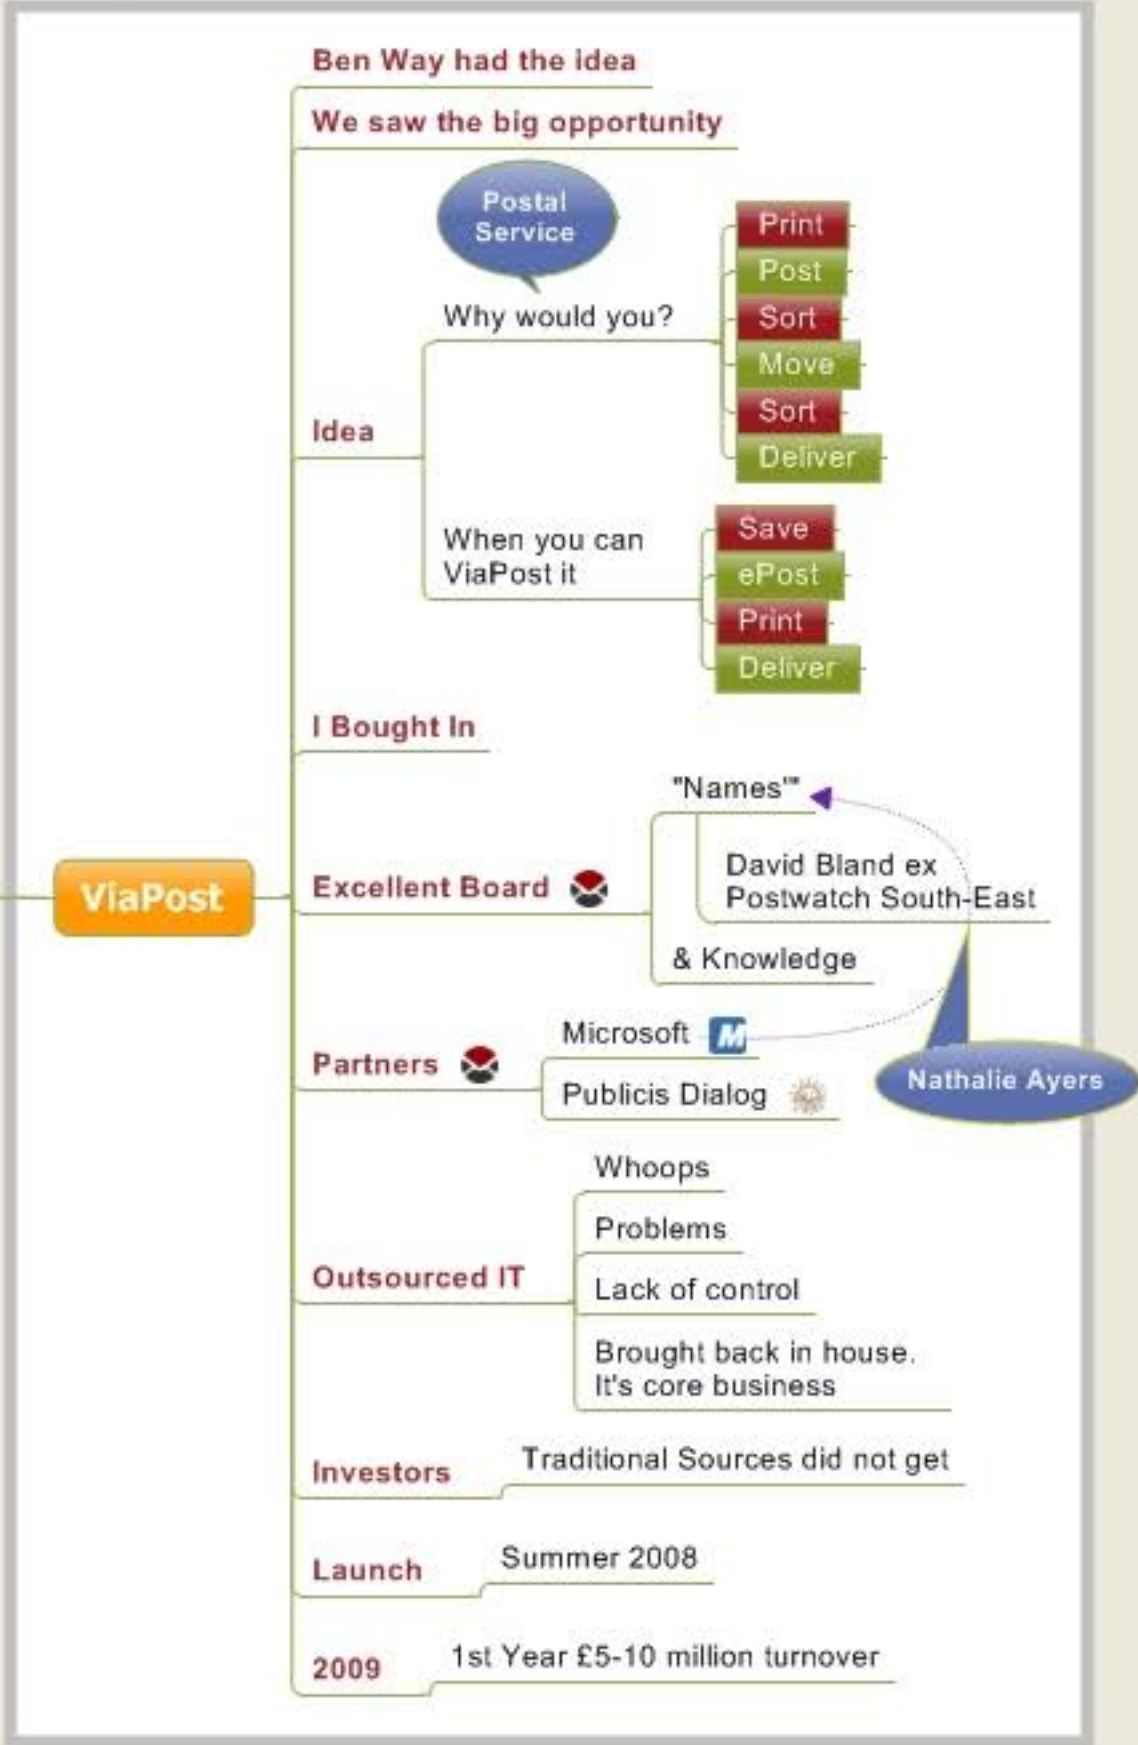 Ben Way had the idea
We saw the big opportunity
Postal
Service
Why would you?
Print
Post
Sort
Move
Sort
Deliver
Idea
When you can
ViaPost it
Save
ePost
Print
Deliver
I Bought In
"Names'"
David Bland ex
Postwatch South-East
ViaPost
Excellent Board
& Knowledge
Microsoft M
Partners
Nathalie Ayers
Publicis Dialog
Whoops
Problems
Outsourced IT
Lack of control
Brought back in house.
It's core business
Investors
Traditional Sources did not get
Launch
Summer 2008
2009
1st Year £5-10 million turnover